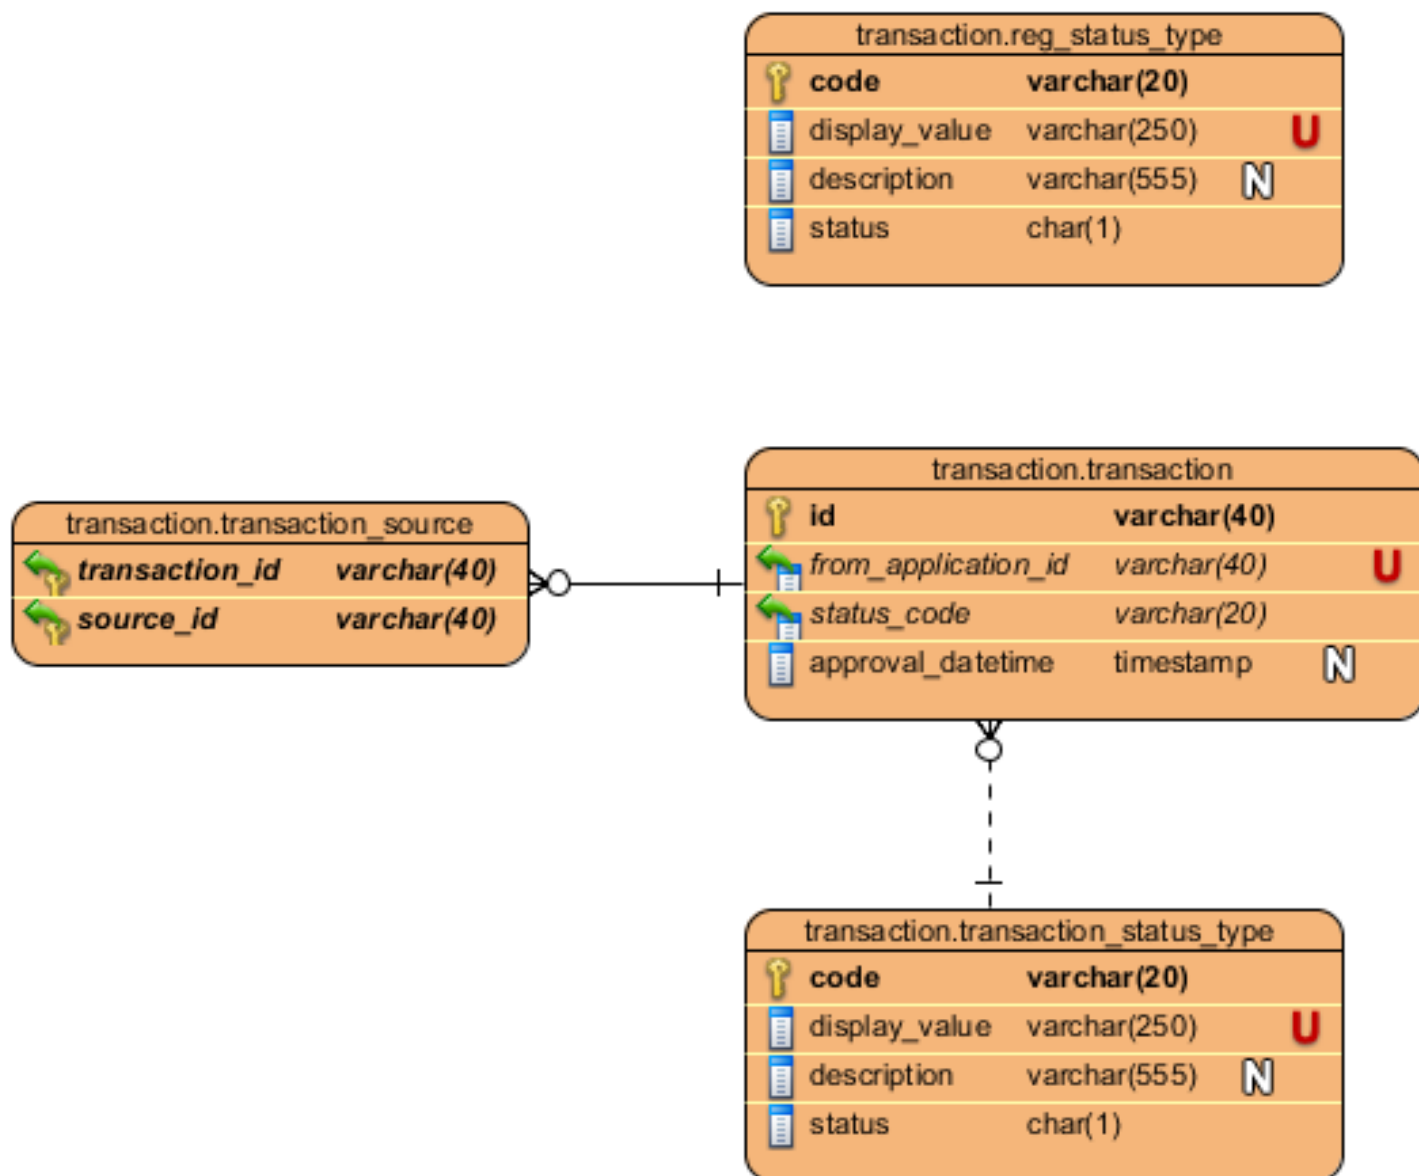 transaction.reg_status_type
code varchar(20)
display_value varchar(250) U
description varchar(555) N
status char(1)
transaction.transaction_source
transaction_id varchar(40)
source_id varchar(40)
transaction.transaction
id varchar(40)
from_application_id varchar(40) U
status_code varchar(20)
approval_datetime timestamp N
transaction.transaction_status_type
code varchar(20)
display_value varchar(250) U
description varchar(555) N
status char(1)